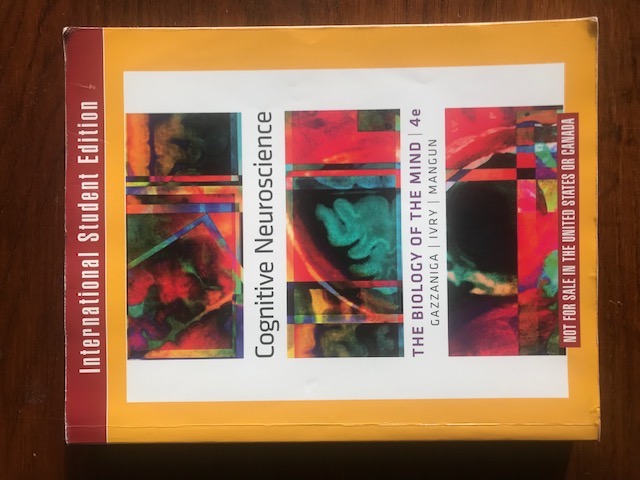 International Student Edition
Cognitive Neuroscience
THE BIOLOGY OF THE MIND | 4e
GAZZANIGA | IVRY | MANGUN
NOT FOR SALE IN THE UNITED STATES OR CANADA